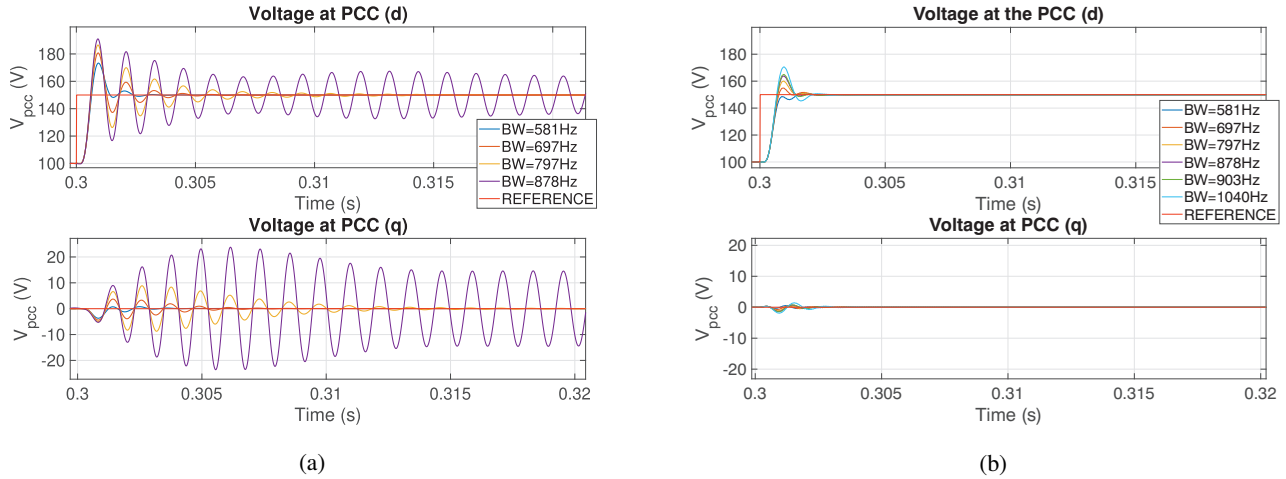 Voltage at PCC (d)
V_pcc (V)
180
160
140
120
100
0.3
0.305
0.31
0.315
BW=581Hz
BW=697Hz
BW=797Hz
BW=878Hz
REFERENCE
Time (s)
Voltage at PCC (q)
V_pcc (V)
20
10
0
-10
-20
0.3
0.305
0.31
0.315
0.32
Time (s)
(a)
Voltage at the PCC (d)
V_pcc (V)
180
160
140
120
100
0.3
0.305
0.31
0.315
BW=581Hz
BW=697Hz
BW=797Hz
BW=878Hz
BW=903Hz
BW=1040Hz
REFERENCE
Time (s)
Voltage at PCC (q)
V_pcc (V)
20
10
0
-10
-20
0.3
0.305
0.31
0.315
0.32
Time (s)
(b)